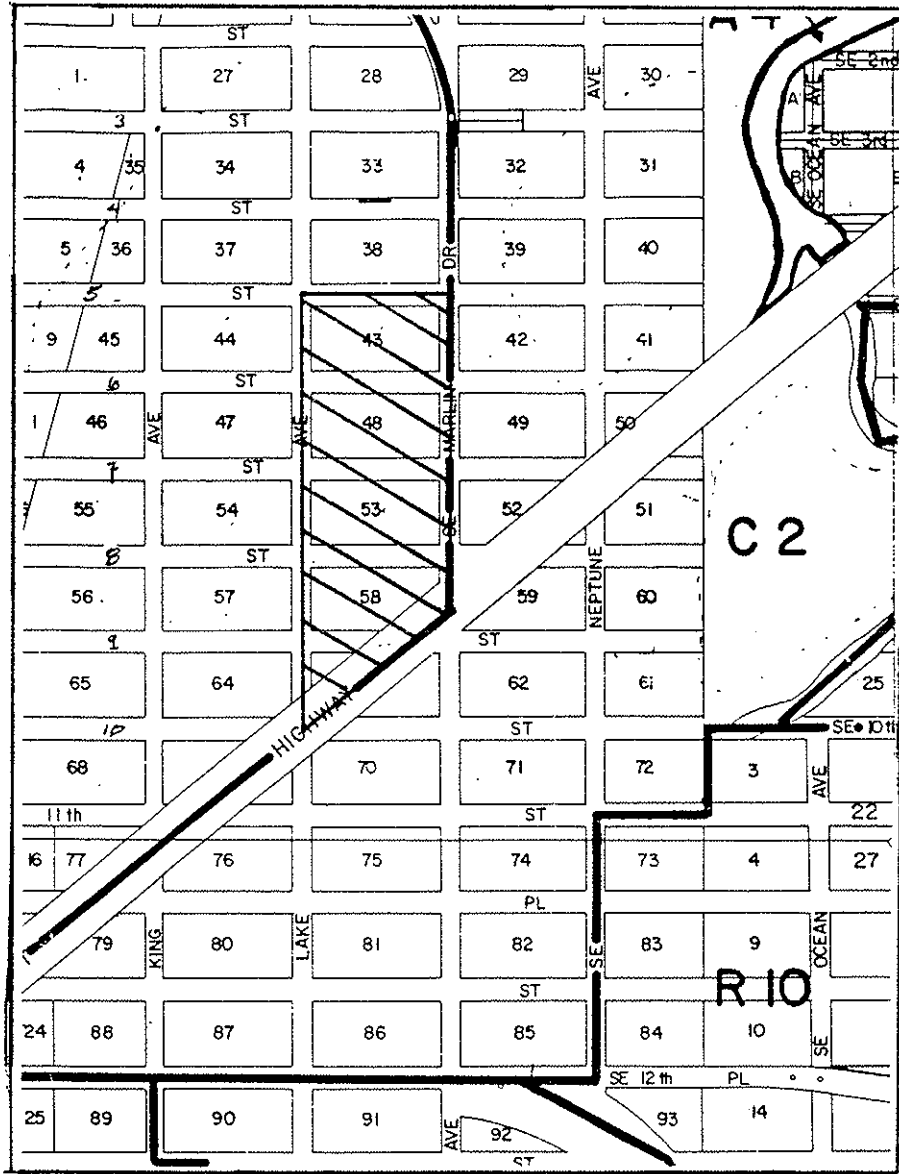 ST
A 4
1. 27 28 29 AVE 30
SE 2nd
A
SE OCEAN AVE
3 ST
SE 3rd
4 35 34 33 32 31
B
4 ST
5 36 37 38 DR 39 40
5 ST
9 45 44 43 42 41
6 ST
1 46 AVE 47 AVE 48 MARLIN 49 50
7 ST
55 54 53 SE 52 51
C 2
8 ST
56 57 58 59 NEPTUNE 60
9 ST
65 64 62 61 25
HIGHWAY
10 ST SE 10th
68 70 71 72 3 AVE
11th ST 22
16 77 76 75 74 73 4 27
PL
79 KING 80 LAKE 81 82 SE 83 9 OCEAN
ST
R 10
24 88 87 86 85 84 10 SE
SE 12th PL
25 89 90 91 AVE 92 93 14
ST